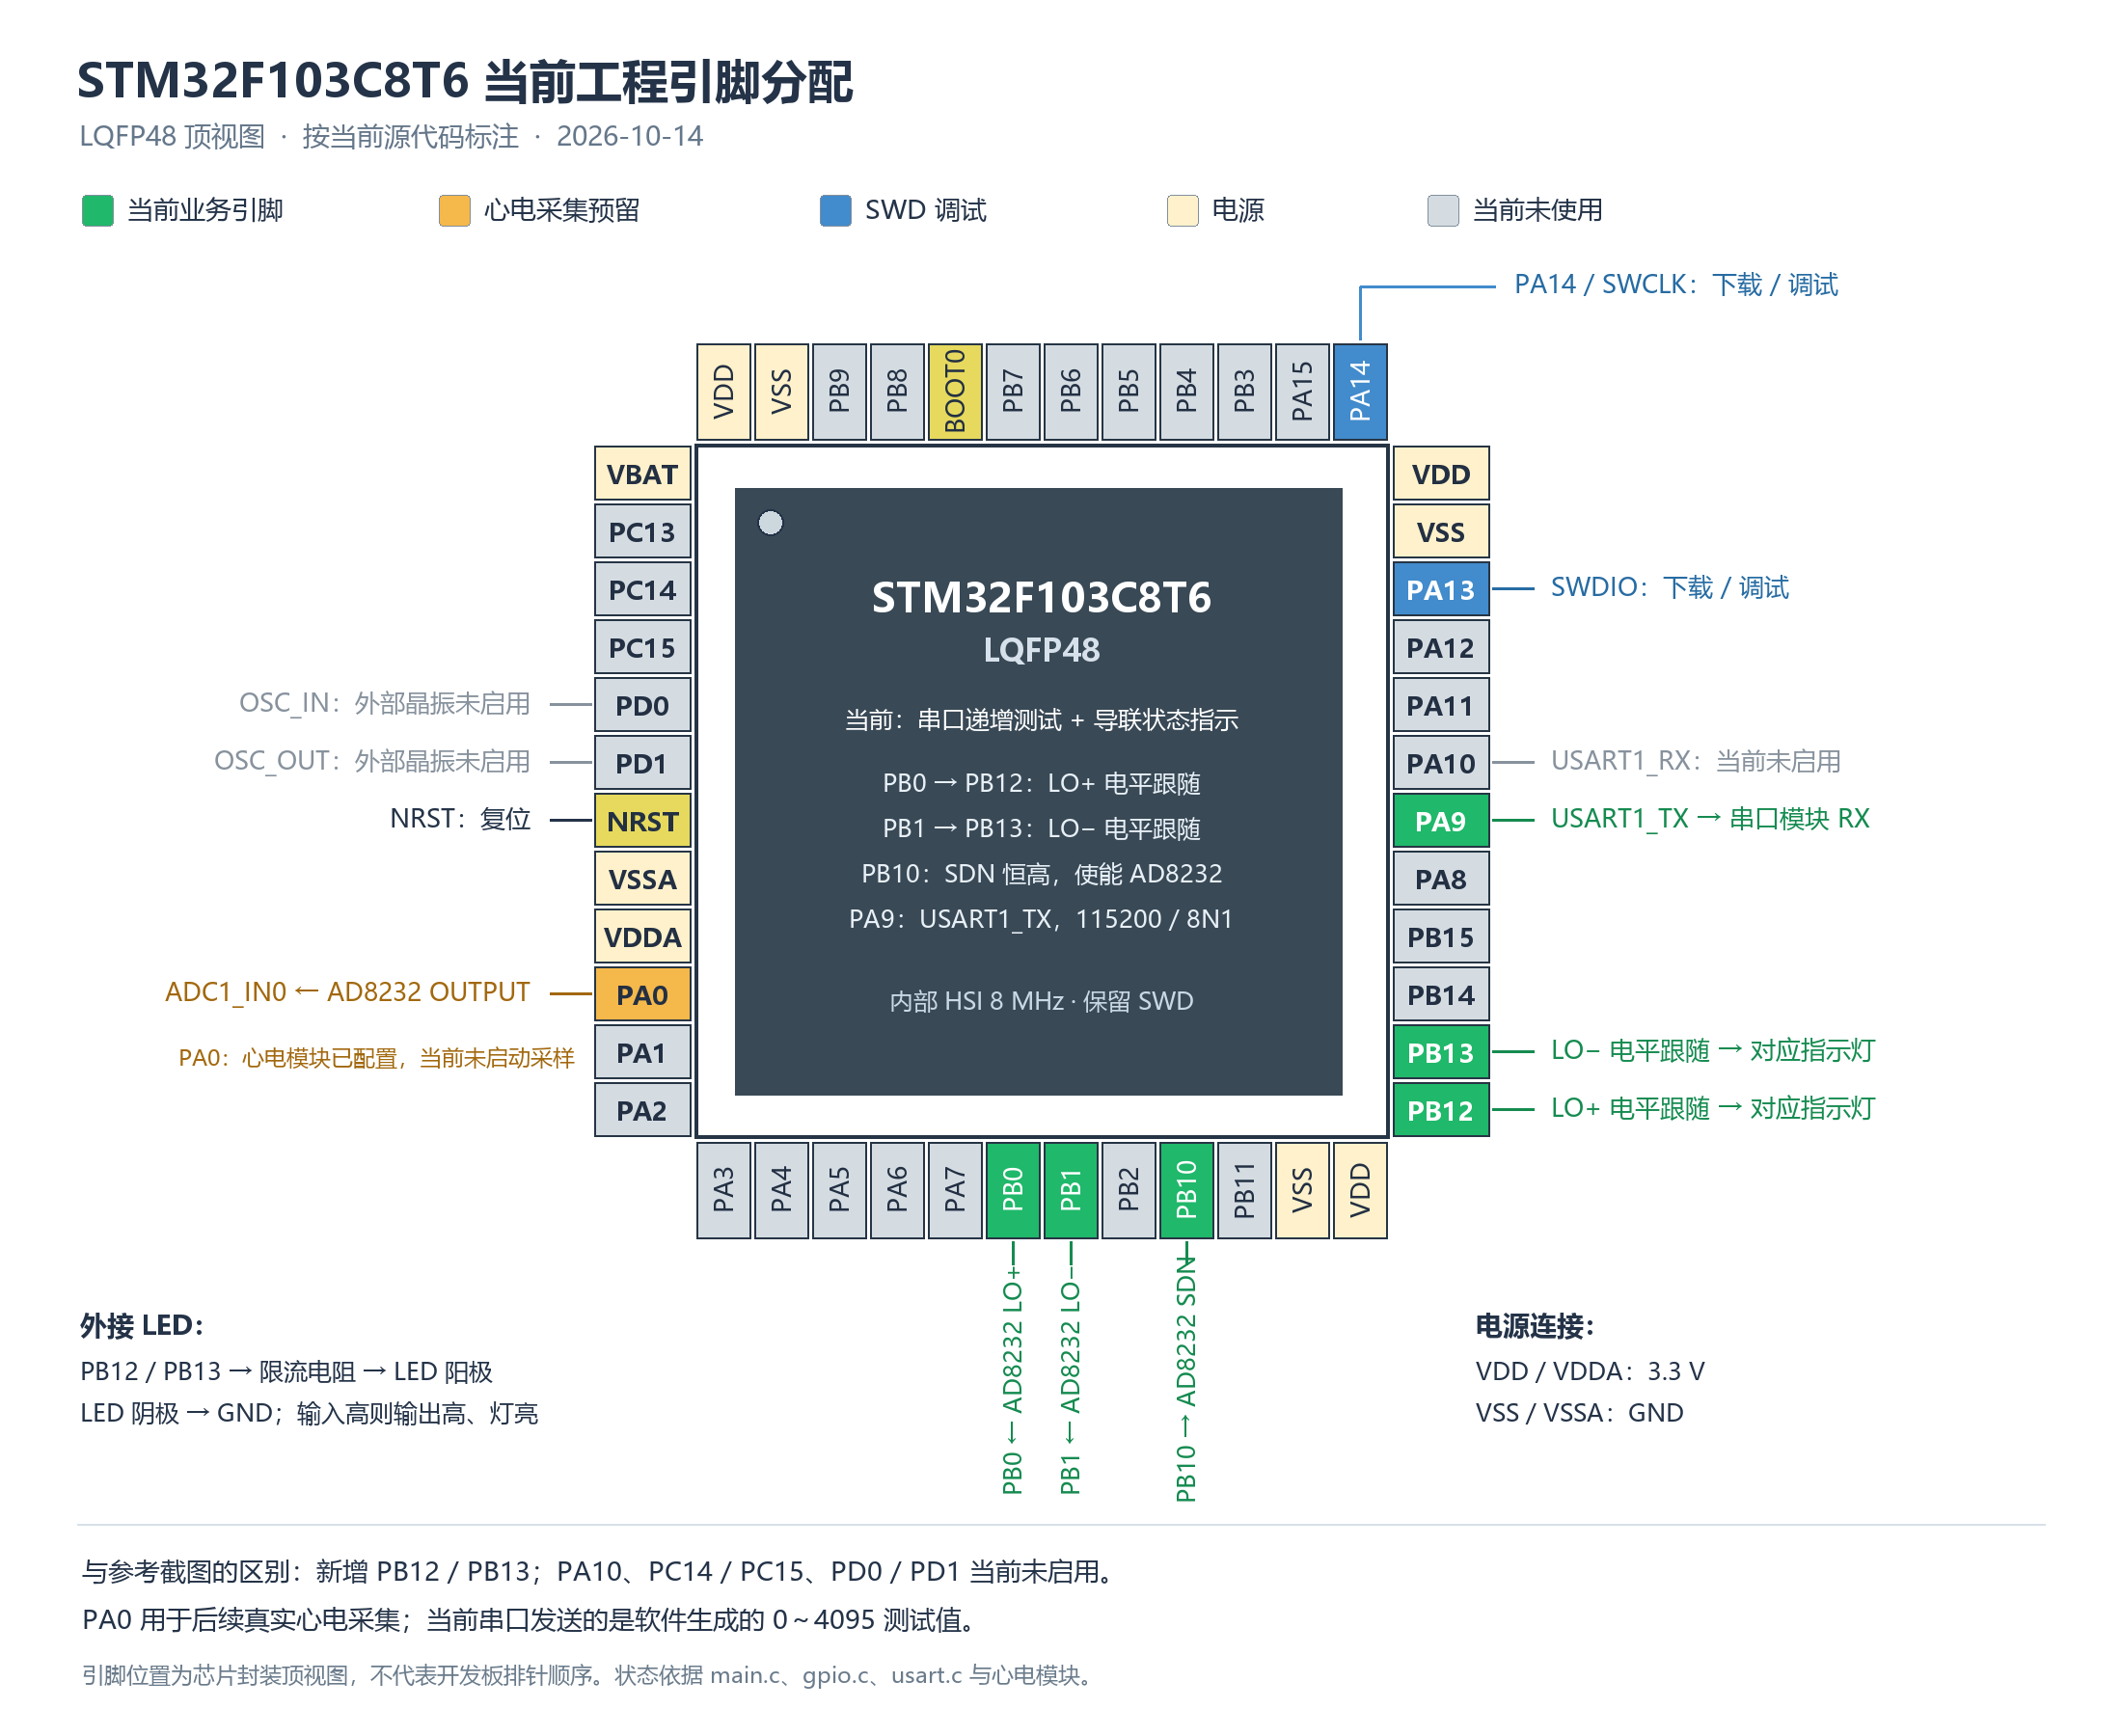 STM32F103C8T6 当前工程引脚分配
LQFP48 顶视图 · 按当前源代码标注 · 2026-10-14
当前业务引脚
心电采集预留
SWD 调试
电源
当前未使用
PA14 / SWCLK：下载 / 调试
VDD
VSS
PB9
PB8
BOOT0
PB7
PB6
PB5
PB4
PB3
PA15
PA14
VBAT
PC13
PC14
PC15
OSC_IN：外部晶振未启用
PD0
OSC_OUT：外部晶振未启用
PD1
NRST：复位
NRST
VSSA
VDDA
ADC1_IN0 ← AD8232 OUTPUT
PA0
PA0：心电模块已配置，当前未启动采样
PA1
PA2
STM32F103C8T6
LQFP48
当前：串口递增测试 + 导联状态指示
PB0 → PB12：LO+ 电平跟随
PB1 → PB13：LO− 电平跟随
PB10：SDN 恒高，使能 AD8232
PA9：USART1_TX，115200 / 8N1
内部 HSI 8 MHz · 保留 SWD
VDD
VSS
PA13
SWDIO：下载 / 调试
PA12
PA11
PA10
USART1_RX：当前未启用
PA9
USART1_TX → 串口模块 RX
PA8
PB15
PB14
PB13
LO− 电平跟随 → 对应指示灯
PB12
LO+ 电平跟随 → 对应指示灯
PA3
PA4
PA5
PA6
PA7
PB0
PB1
PB2
PB10
PB11
VSS
VDD
PB0 ← AD8232 LO+
PB1 ← AD8232 LO−
PB10 → AD8232 SDN
外接 LED：
PB12 / PB13 → 限流电阻 → LED 阳极
LED 阴极 → GND；输入高则输出高、灯亮
电源连接：
VDD / VDDA：3.3 V
VSS / VSSA：GND
与参考截图的区别：新增 PB12 / PB13；PA10、PC14 / PC15、PD0 / PD1 当前未启用。
PA0 用于后续真实心电采集；当前串口发送的是软件生成的 0～4095 测试值。
引脚位置为芯片封装顶视图，不代表开发板排针顺序。状态依据 main.c、gpio.c、usart.c 与心电模块。